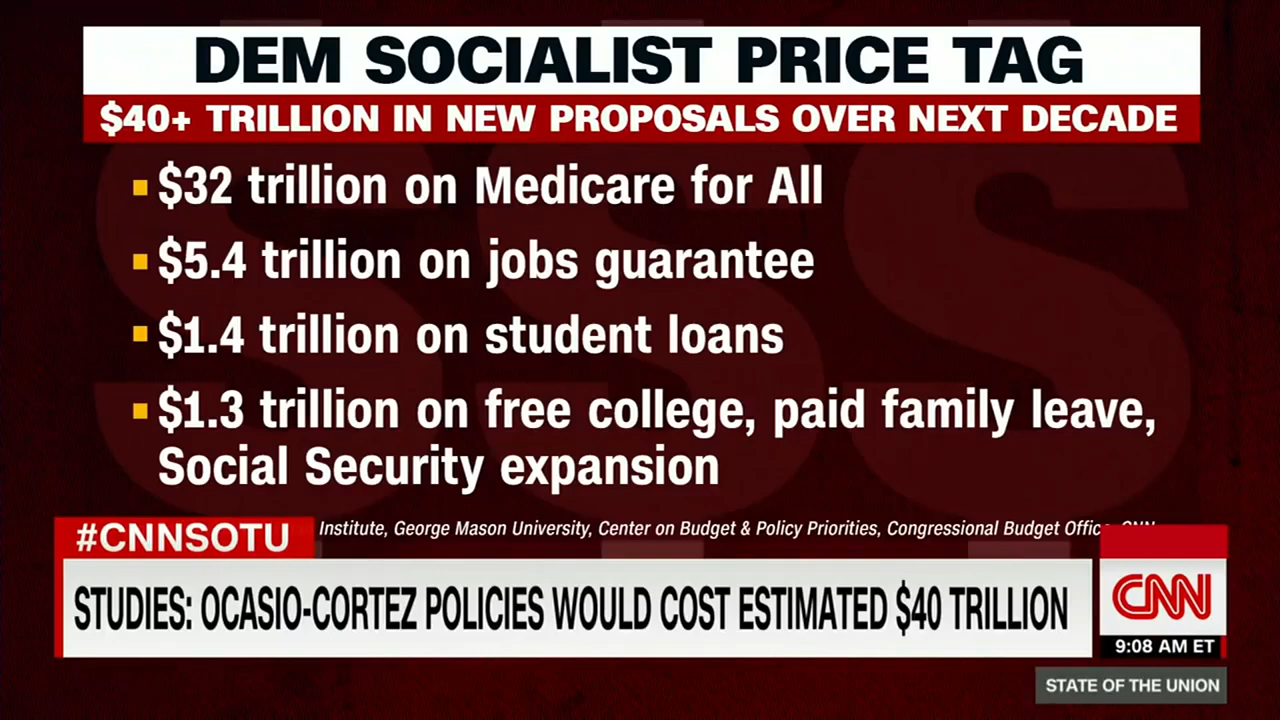 DEM SOCIALIST PRICE TAG
$40+ TRILLION IN NEW PROPOSALS OVER NEXT DECADE
$32 trillion on Medicare for All
$5.4 trillion on jobs guarantee
$1.4 trillion on student loans
$1.3 trillion on free college, paid family leave,
Social Security expansion
#CNNSOTU
Institute, George Mason University, Center on Budget & Policy Priorities, Congressional Budget Office, CNN
STUDIES: OCASIO-CORTEZ POLICIES WOULD COST ESTIMATED $40 TRILLION
CNN
9:08 AM ET
STATE OF THE UNION